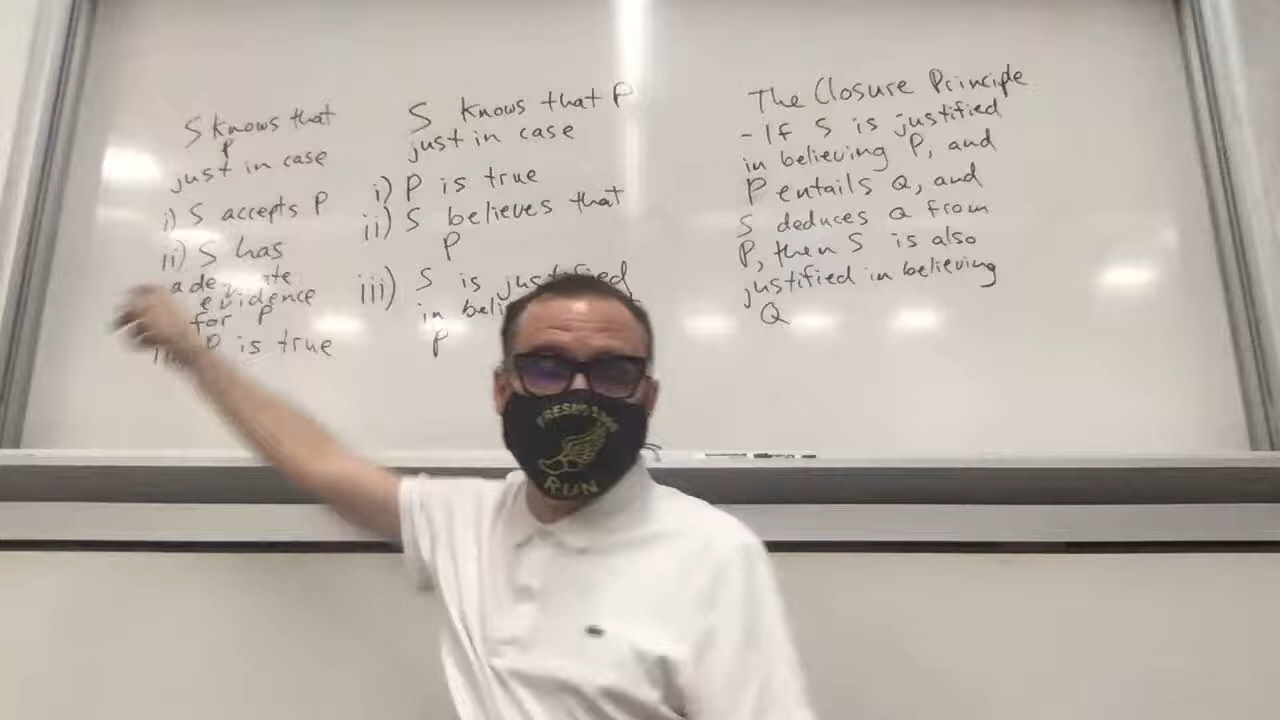 S knows that
P
just in case
i) S accepts P
ii) S has
evidence
for P
P is true
S knows that P
just in case
i) P is true
ii) S believes that
P
iii) S is justified
in
P
The Closure Principle
- If S is justified
in believing P, and
P entails Q, and
S deduces Q from
P, then S is also
justified in believing
Q
RUN